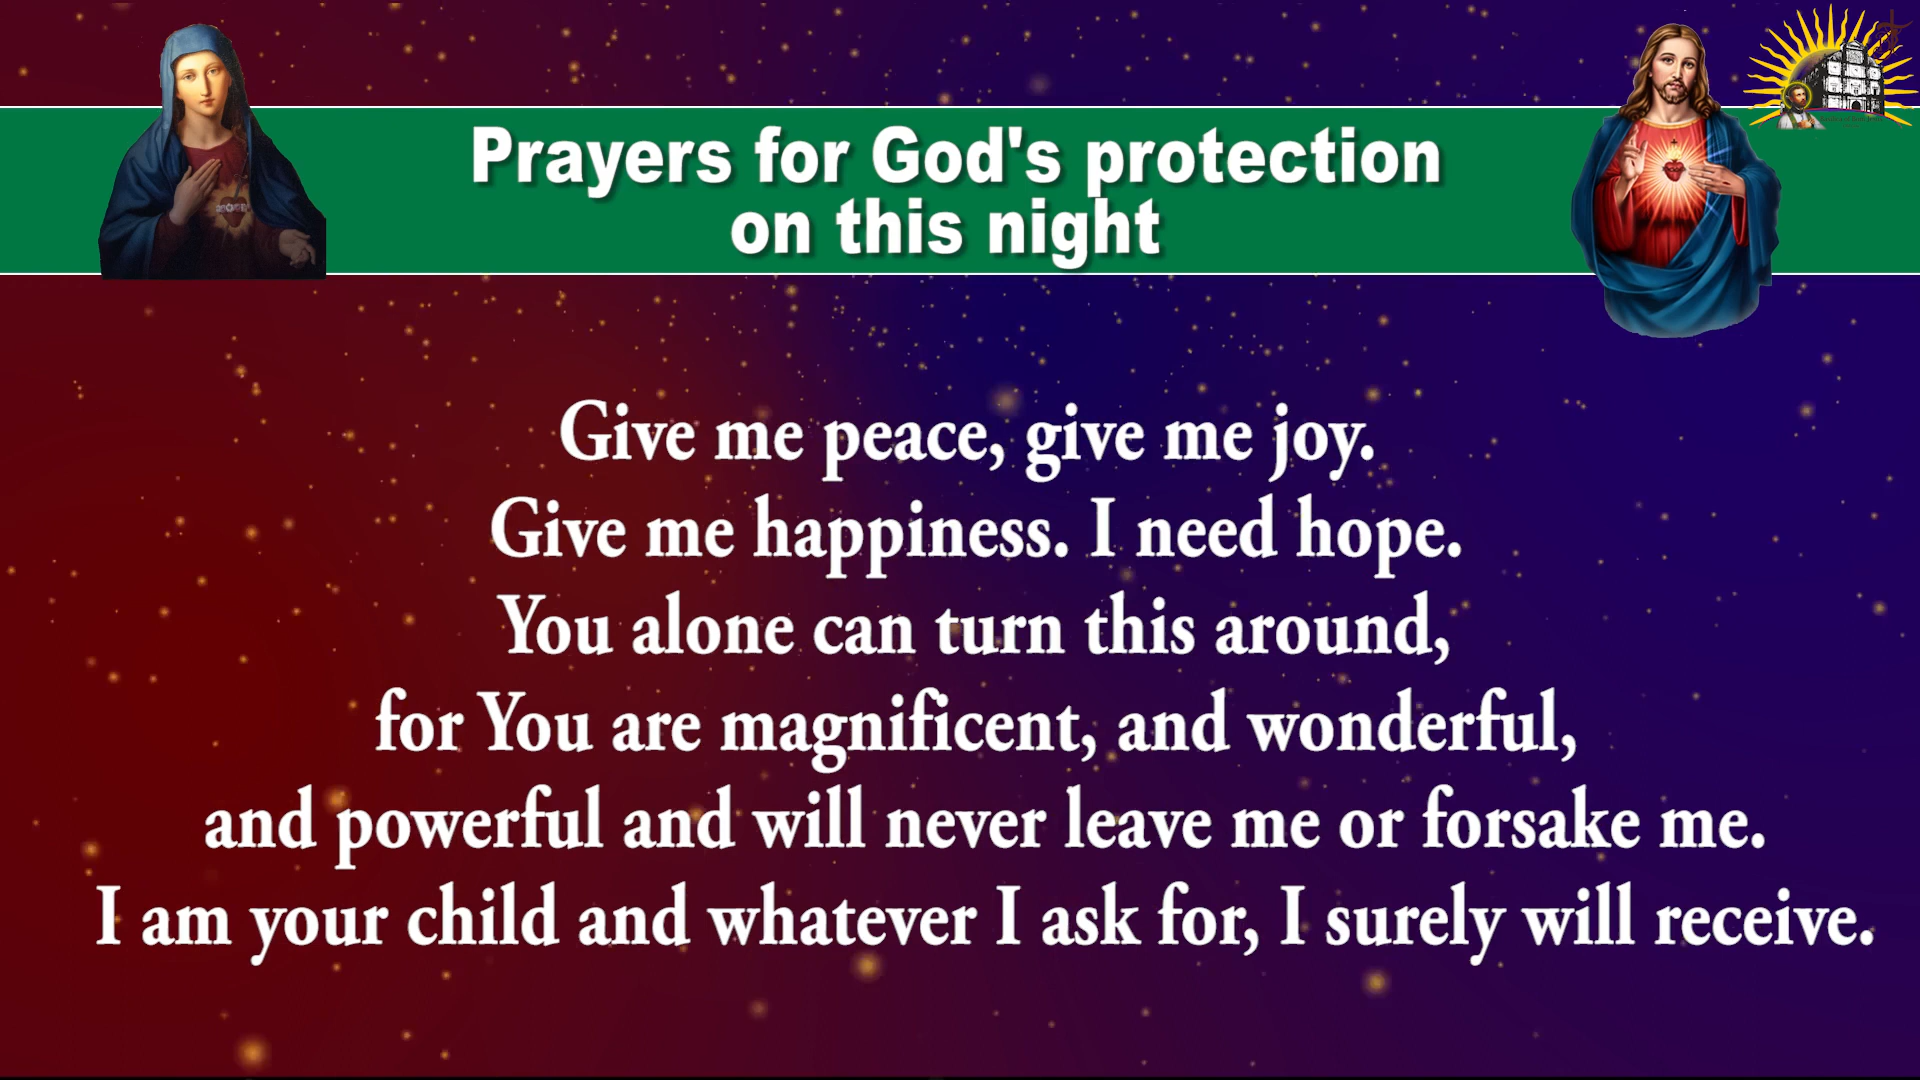 Prayers for God's protection
on this night
Give me peace, give me joy.
Give me happiness. I need hope.
You alone can turn this around,
for You are magnificent, and wonderful,
and powerful and will never leave me or forsake me.
I am your child and whatever I ask for, I surely will receive.